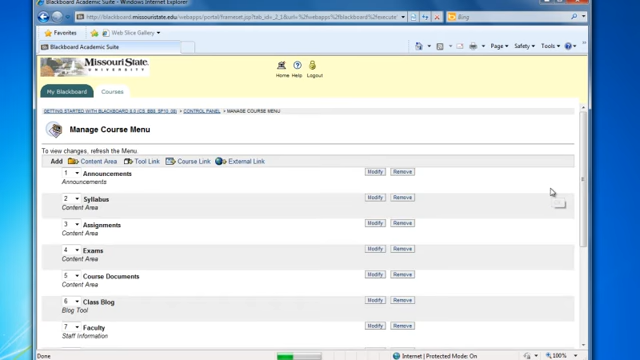 Blackboard Academic Suite - Windows Internet Explorer
Bing
Favorites
Web Slice Gallery
Blackboard Academic Suite
Page
Safety
Tools
Missouri State
UNIVERSITY
Home Help Logout
My Blackboard
Courses
CONTROL PANEL > MANAGE COURSE MENU
Manage Course Menu
To view changes, refresh the Menu.
Add Content Area Tool Link Course Link External Link
1 Announcements Modify Remove
Announcements
2 Syllabus Modify Remove
Content Area
3 Assignments Modify Remove
Content Area
4 Exams Modify Remove
Content Area
5 Course Documents Modify Remove
Content Area
6 Class Blog Modify Remove
Blog Tool
7 Faculty Modify Remove
Staff Information
Done
Internet | Protected Mode: On
100%